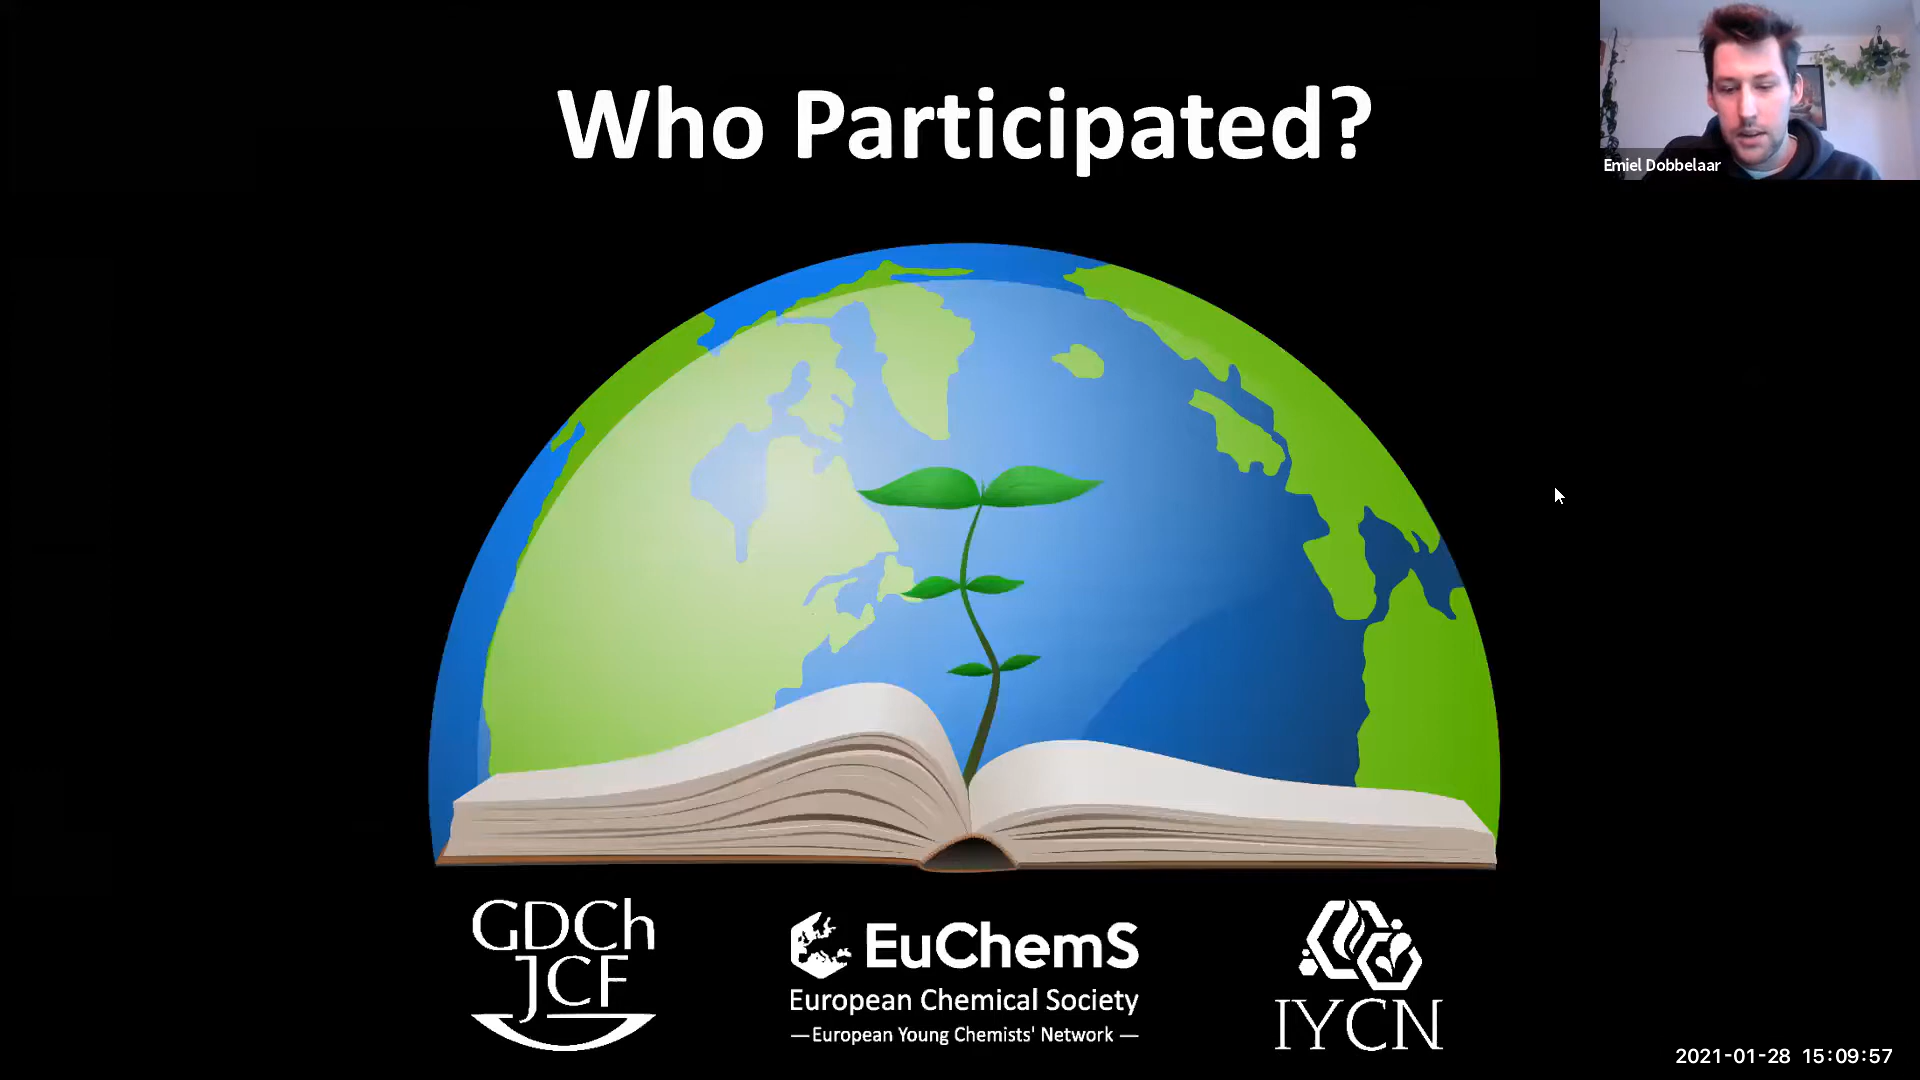 Who Participated?
Emiel Dobbelaar
GDCh
JCF
EuChemS
European Chemical Society
—European Young Chemists' Network —
IYCN
2021-01-28 15:09:57